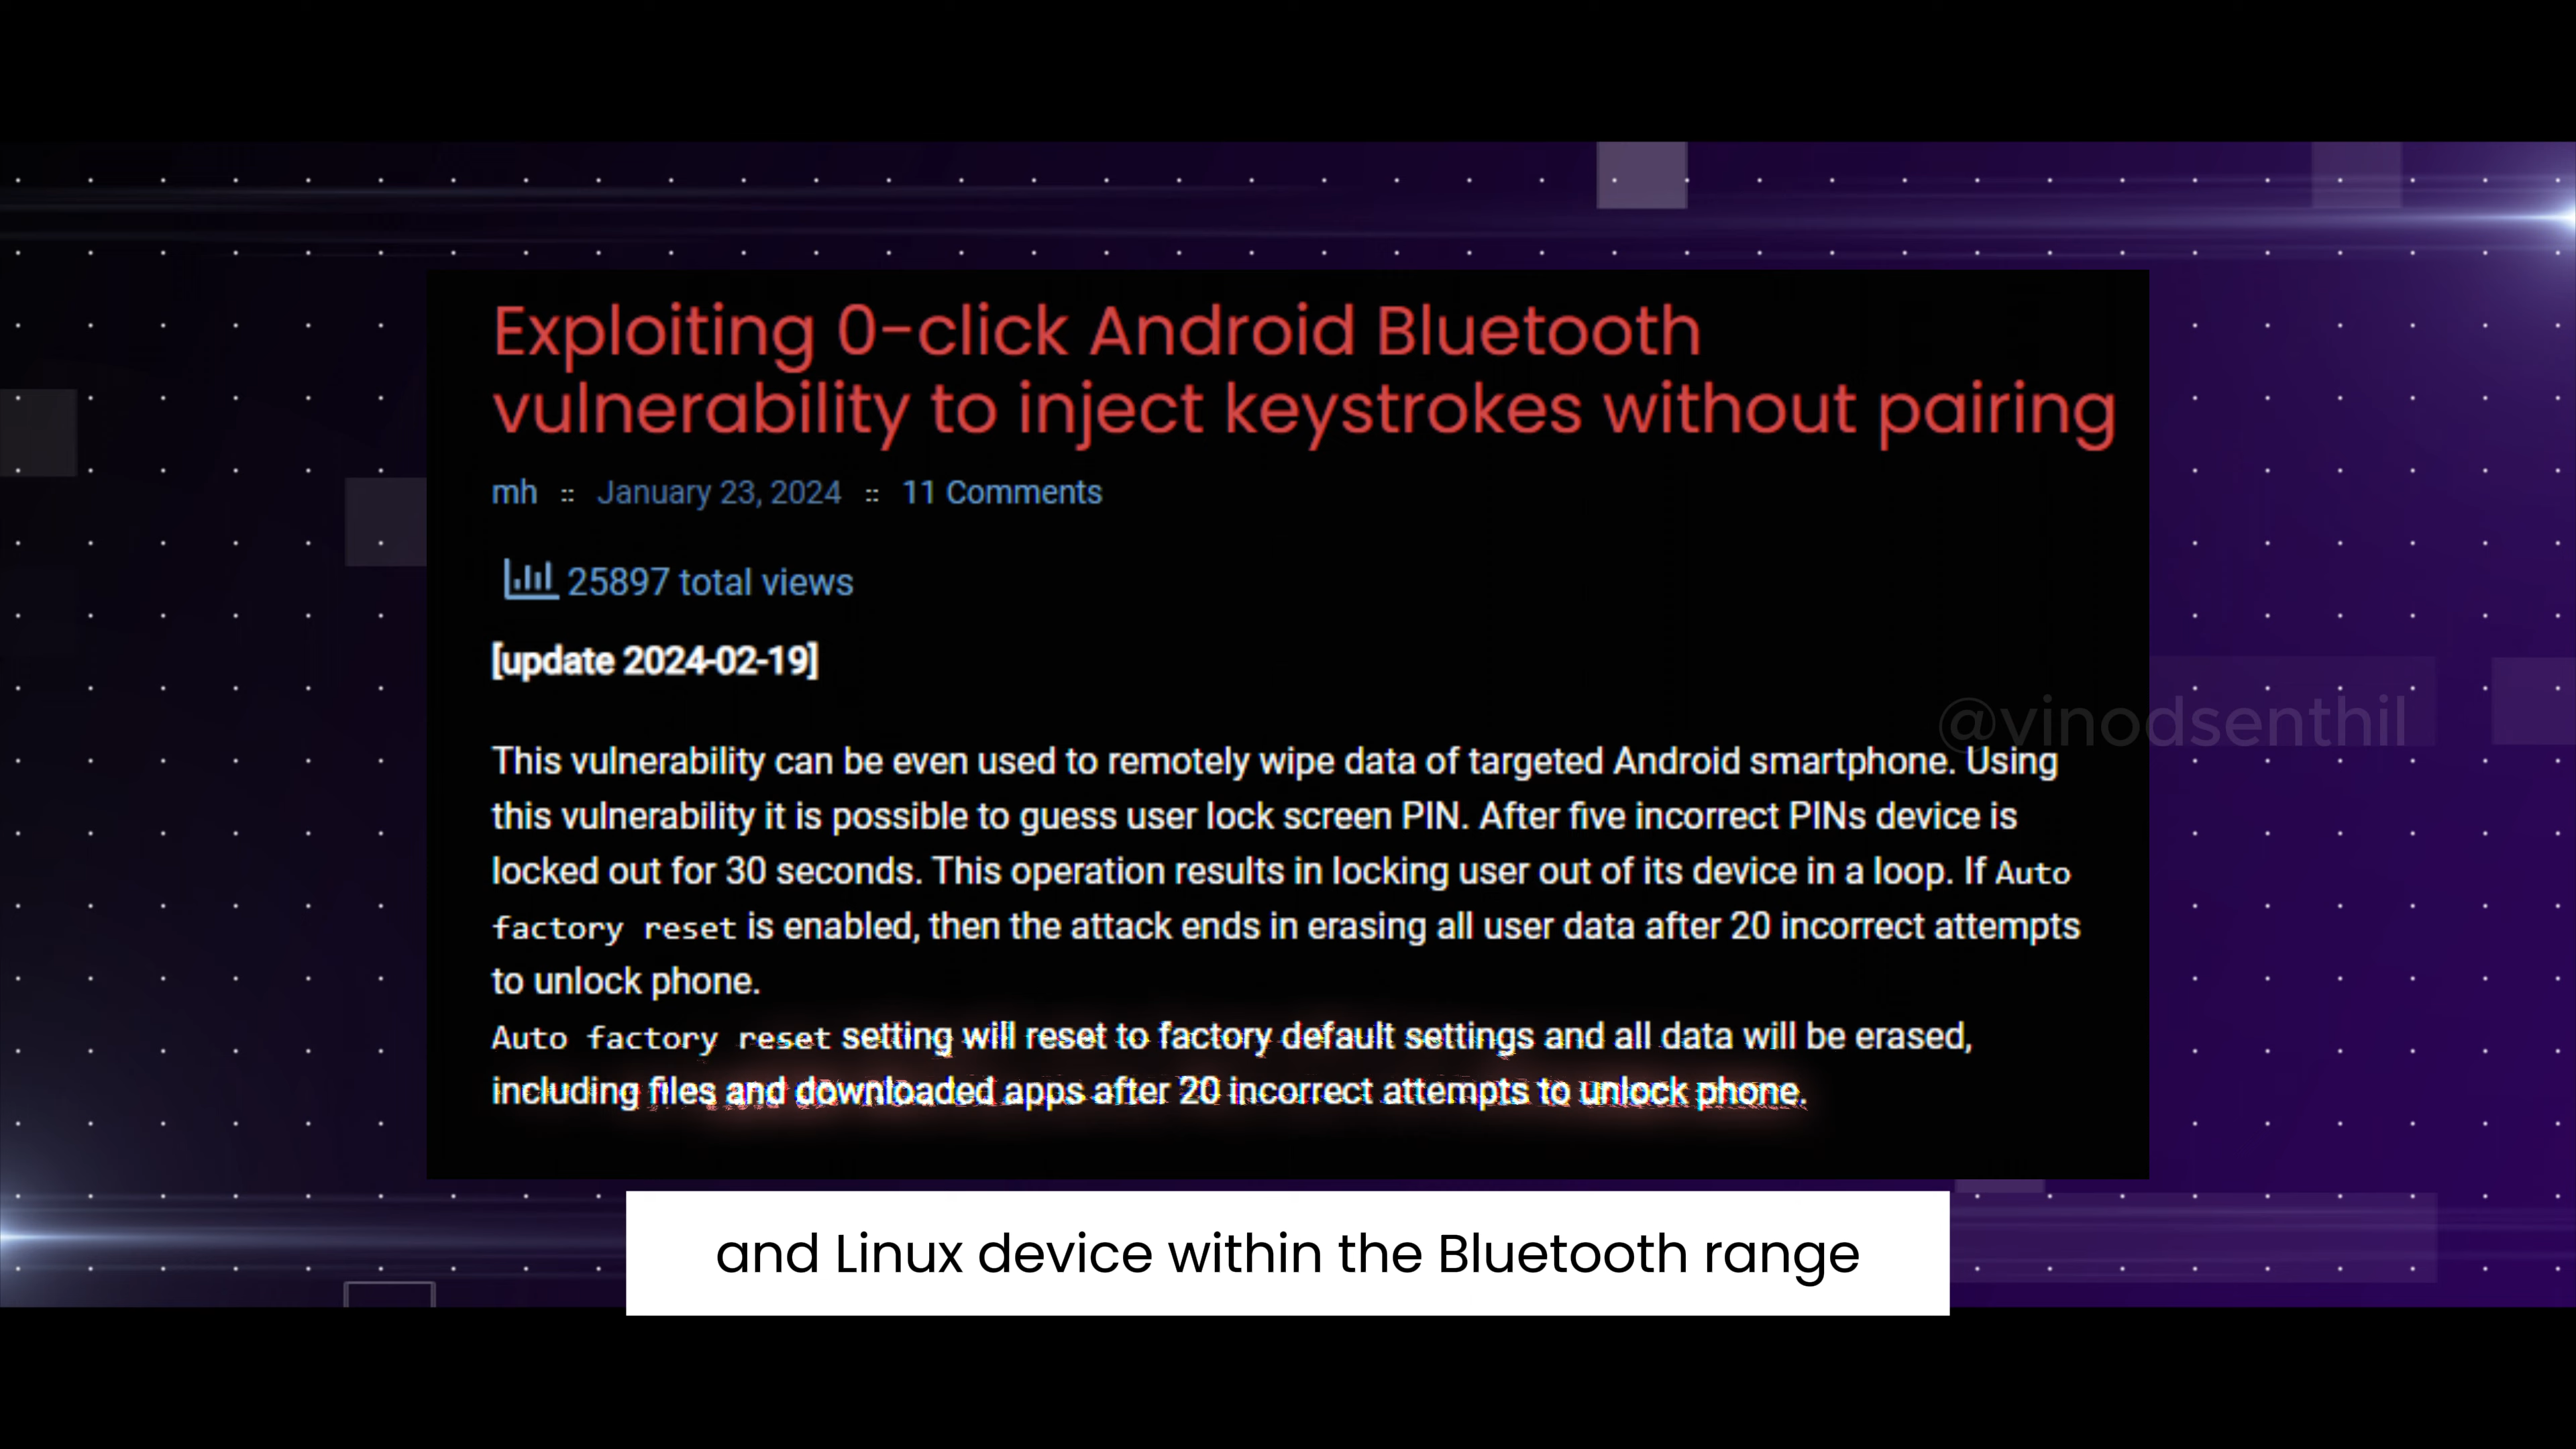 Exploiting 0-click Android Bluetooth
vulnerability to inject keystrokes without pairing
mh :: January 23, 2024 :: 11 Comments
25897 total views
[update 2024-02-19]
@vinodsenthil
This vulnerability can be even used to remotely wipe data of targeted Android smartphone. Using
this vulnerability it is possible to guess user lock screen PIN. After five incorrect PINs device is
locked out for 30 seconds. This operation results in locking user out of its device in a loop. If Auto
factory reset is enabled, then the attack ends in erasing all user data after 20 incorrect attempts
to unlock phone.
Auto factory reset setting will reset to factory default settings and all data will be erased,
including files and downloaded apps after 20 incorrect attempts to unlock phone.
and Linux device within the Bluetooth range